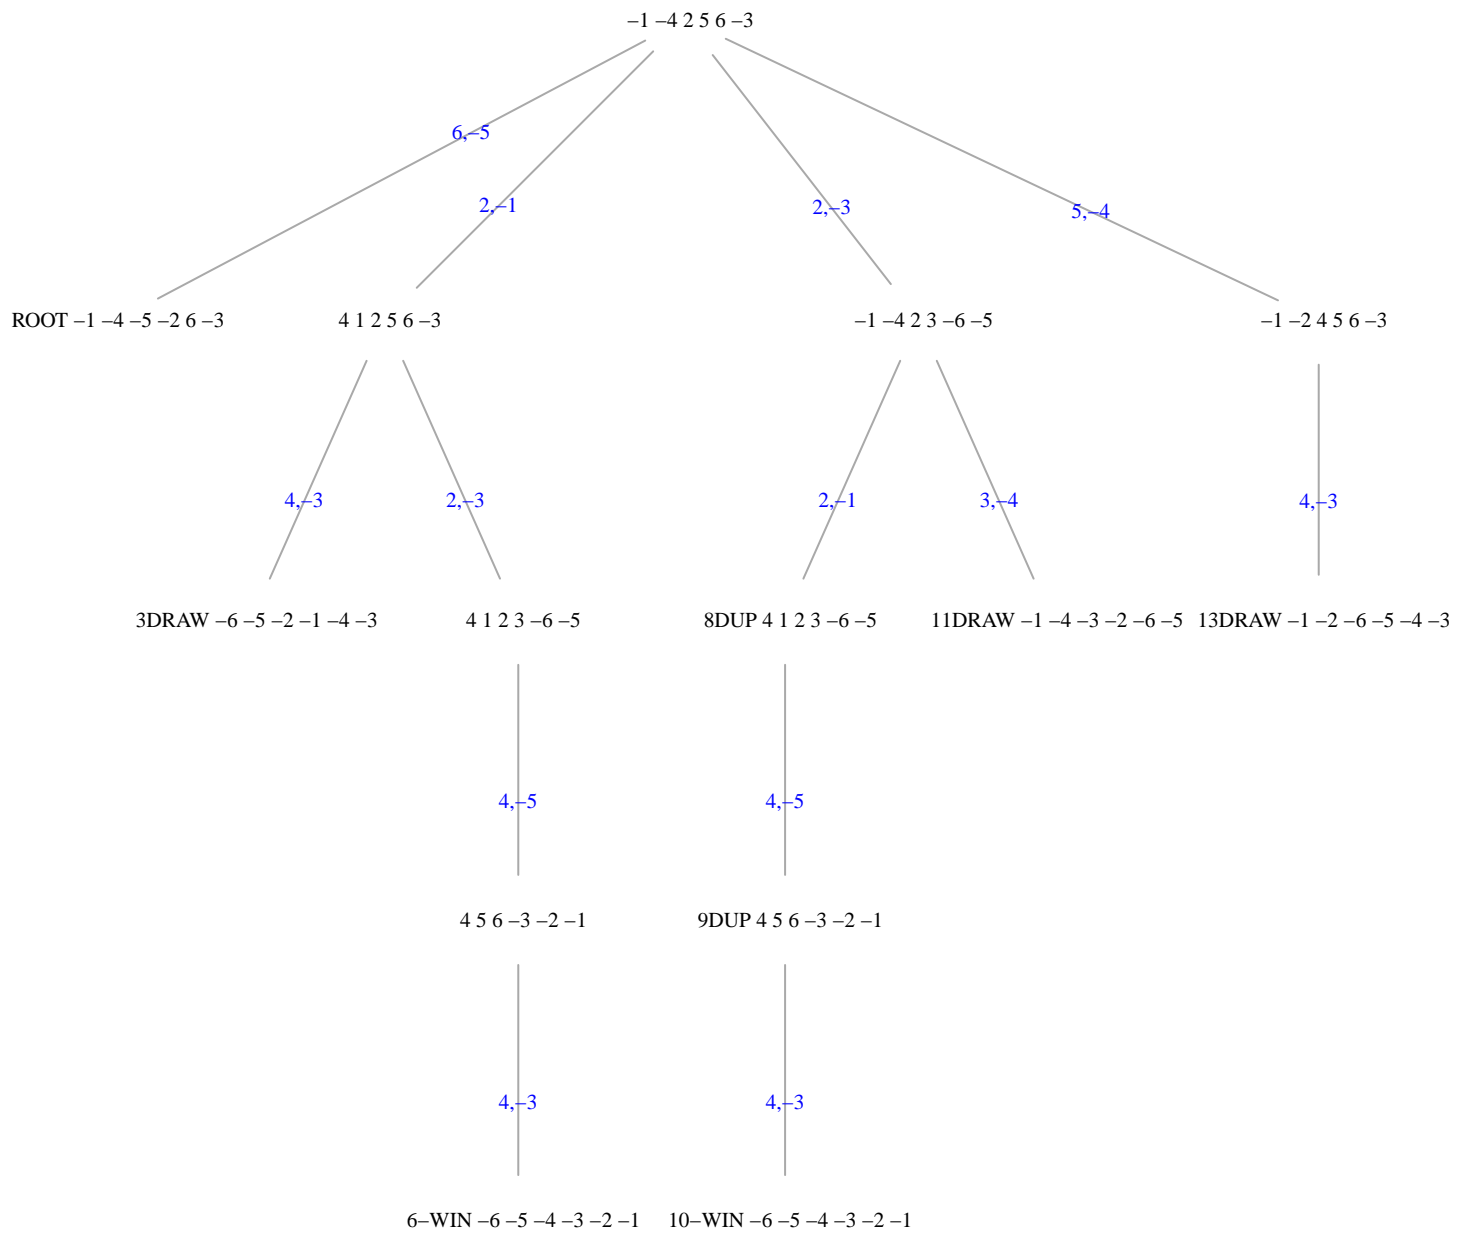 –1 –4 2 5 6 –3
6,–5
2,–1
2,–3
5,–4
ROOT –1 –4 –5 –2 6 –3
4 1 2 5 6 –3
–1 –4 2 3 –6 –5
–1 –2 4 5 6 –3
4,–3
2,–3
2,–1
3,–4
4,–3
3DRAW –6 –5 –2 –1 –4 –3
4 1 2 3 –6 –5
8DUP 4 1 2 3 –6 –5
11DRAW –1 –4 –3 –2 –6 –5
13DRAW –1 –2 –6 –5 –4 –3
4,–5
4,–5
4 5 6 –3 –2 –1
9DUP 4 5 6 –3 –2 –1
4,–3
4,–3
6–WIN –6 –5 –4 –3 –2 –1
10–WIN –6 –5 –4 –3 –2 –1